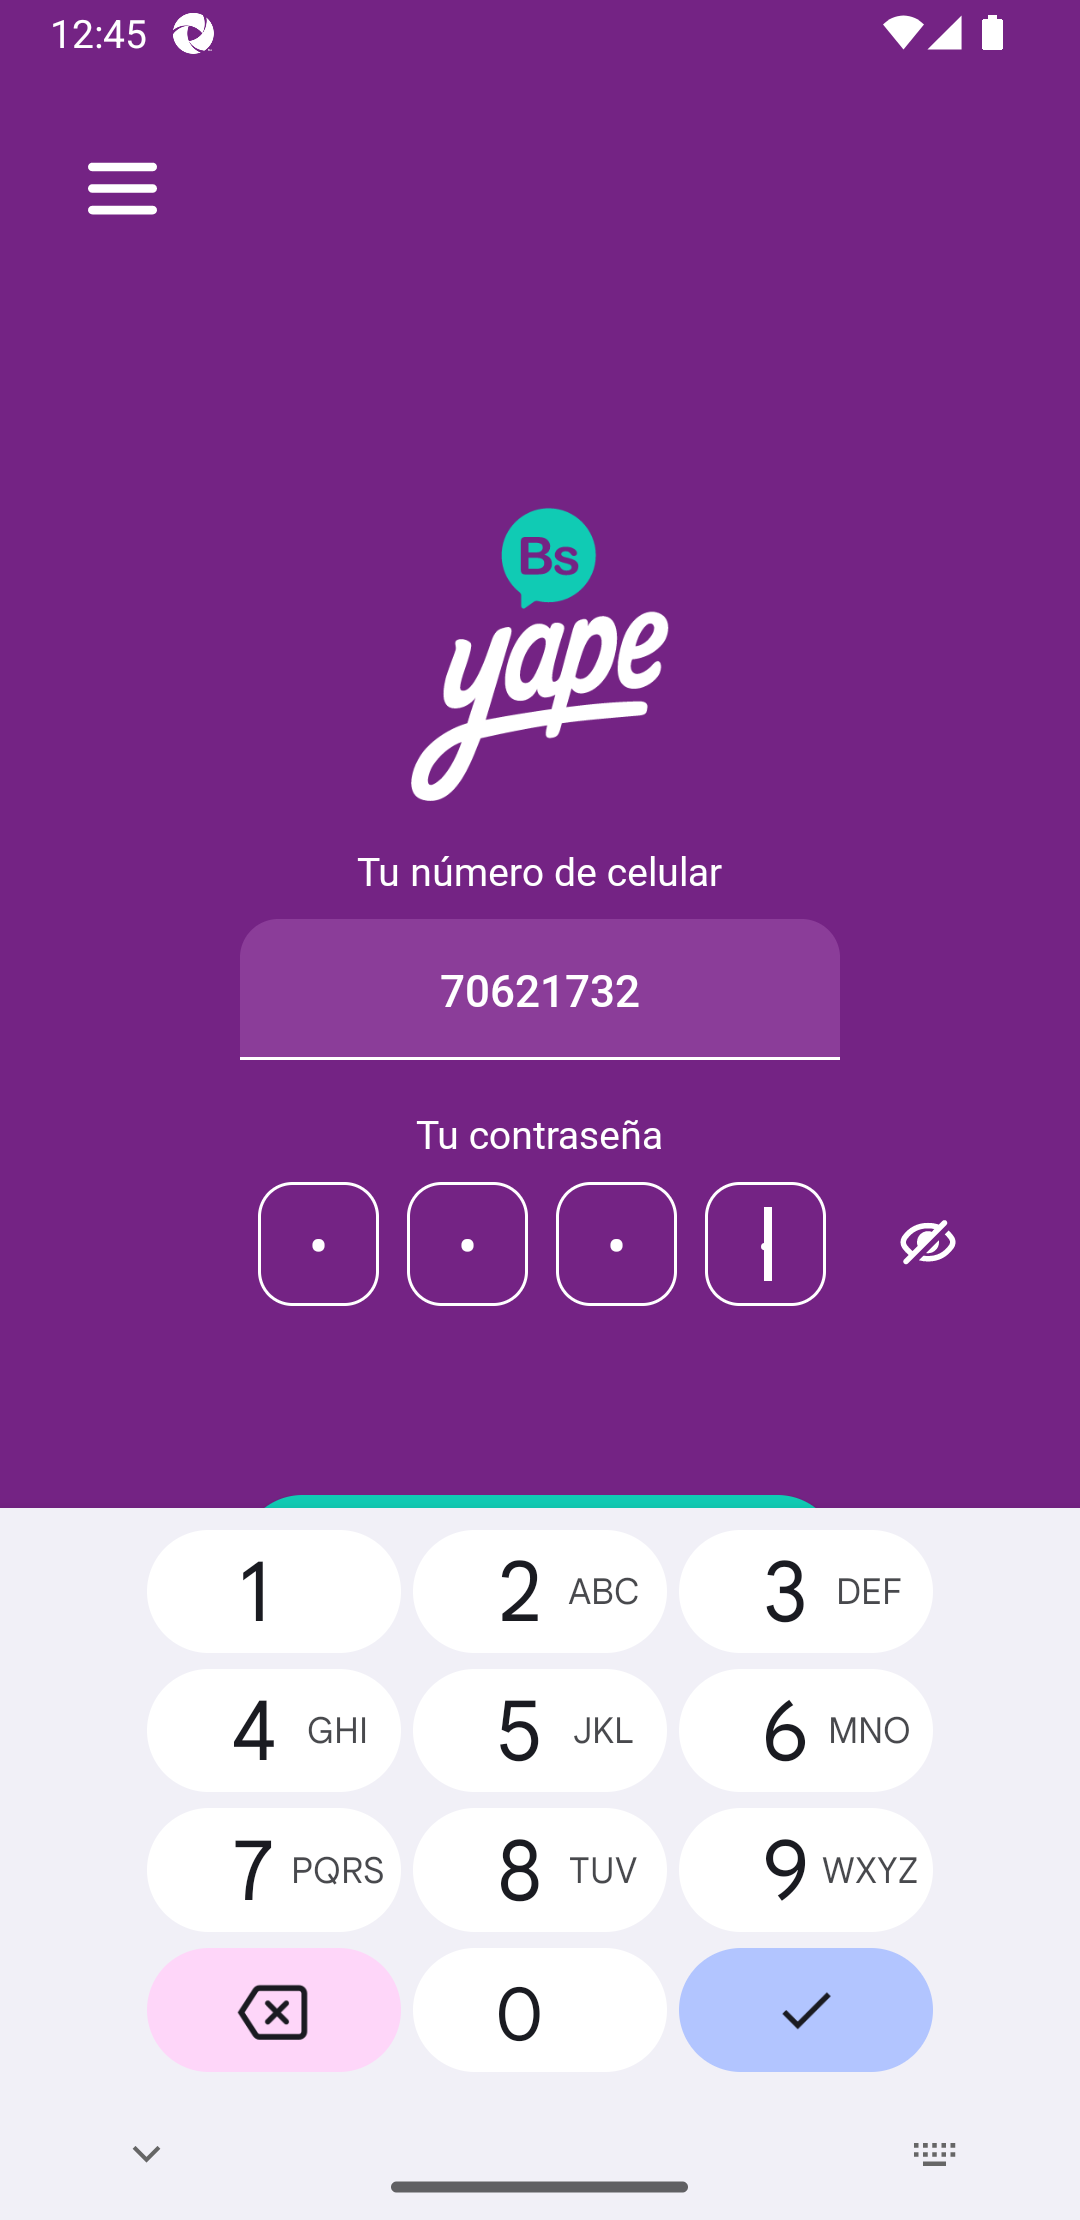 12:45
Bs
yape
Tu número de celular
70621732
Tu contraseña
1
2 ABC
3 DEF
4 GHI
5 JKL
6 MNO
7 PQRS
8 TUV
9 WXYZ
0